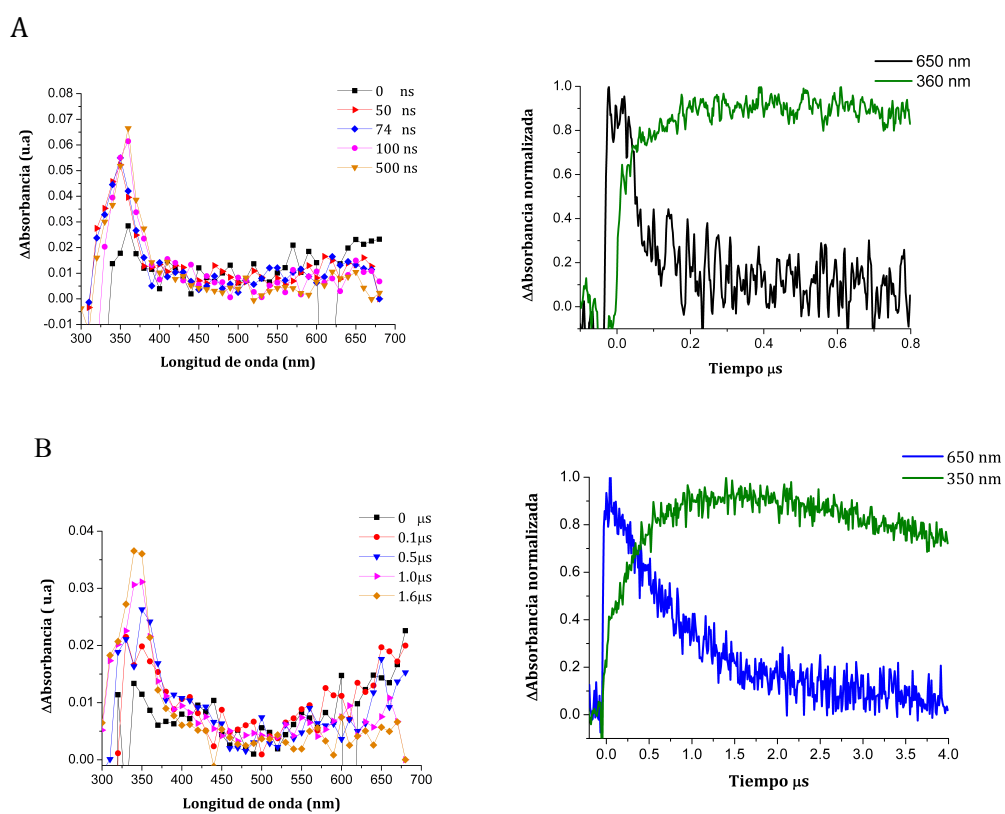 A
0 ns
50 ns
74 ns
100 ns
500 ns
ΔAbsorbancia (u.a)
0.08
0.07
0.06
0.05
0.04
0.03
0.02
0.01
0.00
-0.01
300 350 400 450 500 550 600 650 700
Longitud de onda (nm)
650 nm
360 nm
ΔAbsorbancia normalizada
1.0
0.8
0.6
0.4
0.2
0.0
0.0 0.2 0.4 0.6 0.8
Tiempo μs
B
0 μs
0.1μs
0.5μs
1.0μs
1.6μs
ΔAbsorbancia ( u.a)
0.04
0.03
0.02
0.01
0.00
300 350 400 450 500 550 600 650 700
Longitud de onda (nm)
650 nm
350 nm
ΔAbsorbancia normalizada
1.0
0.8
0.6
0.4
0.2
0.0
0.0 0.5 1.0 1.5 2.0 2.5 3.0 3.5 4.0
Tiempo μs